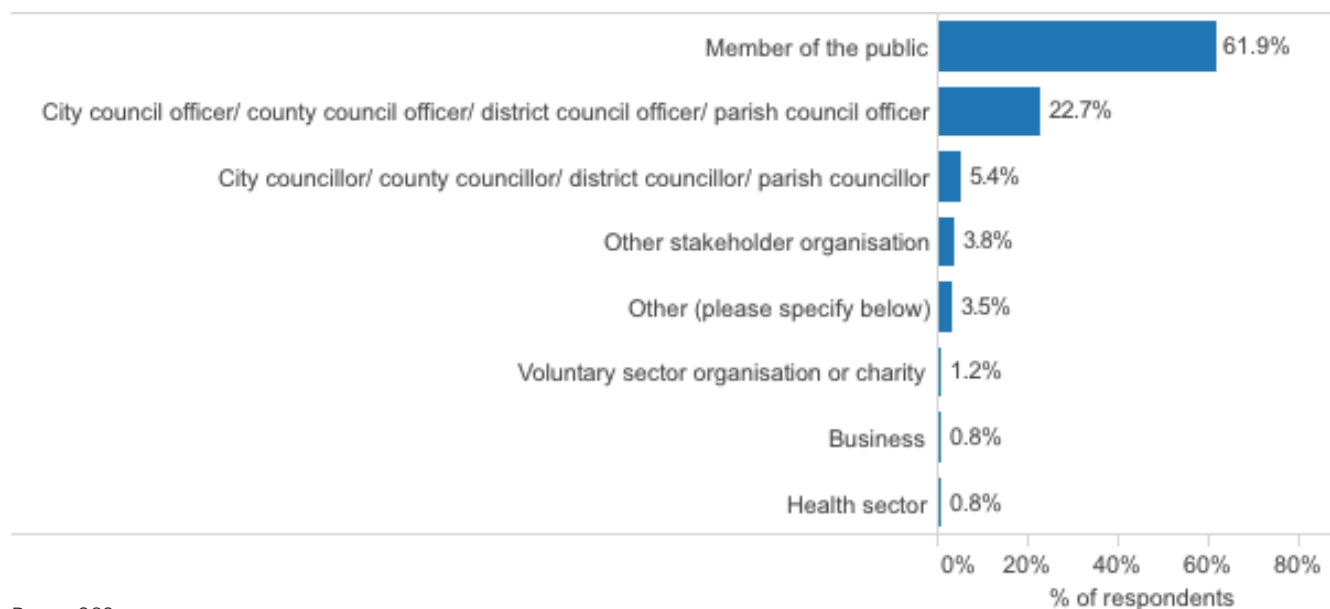 Member of the public 61.9%
City council officer/ county council officer/ district council officer/ parish council officer 22.7%
City councillor/ county councillor/ district councillor/ parish councillor 5.4%
Other stakeholder organisation 3.8%
Other (please specify below) 3.5%
Voluntary sector organisation or charity 1.2%
Business 0.8%
Health sector 0.8%
0% 20% 40% 60% 80%
% of respondents